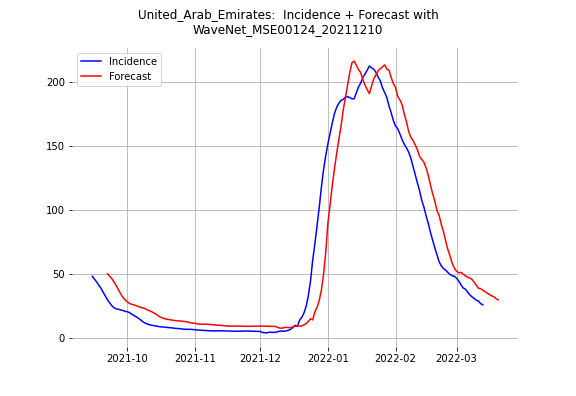 United_Arab_Emirates:  Incidence + Forecast with
WaveNet_MSE00124_20211210
Incidence
Forecast
200
150
100
50
0
2021-10
2021-11
2021-12
2022-01
2022-02
2022-03